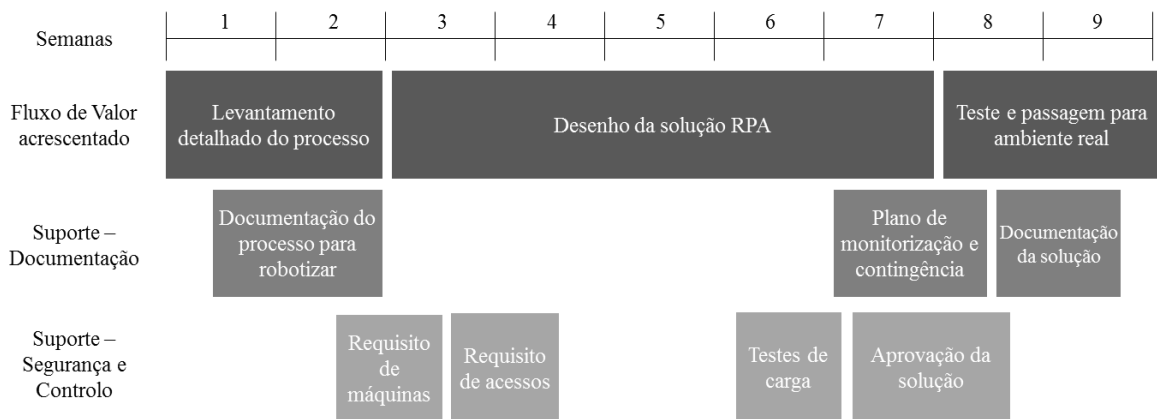 Semanas
1 2 3 4 5 6 7 8 9
Fluxo de Valor
acrescentado
Levantamento
detalhado do processo
Desenho da solução RPA
Teste e passagem para
ambiente real
Suporte –
Documentação
Documentação do
processo para
robotizar
Plano de
monitorização e
contingência
Documentação
da solução
Suporte –
Segurança e
Controlo
Requisito
de
máquinas
Requisito
de acessos
Testes de
carga
Aprovação da
solução